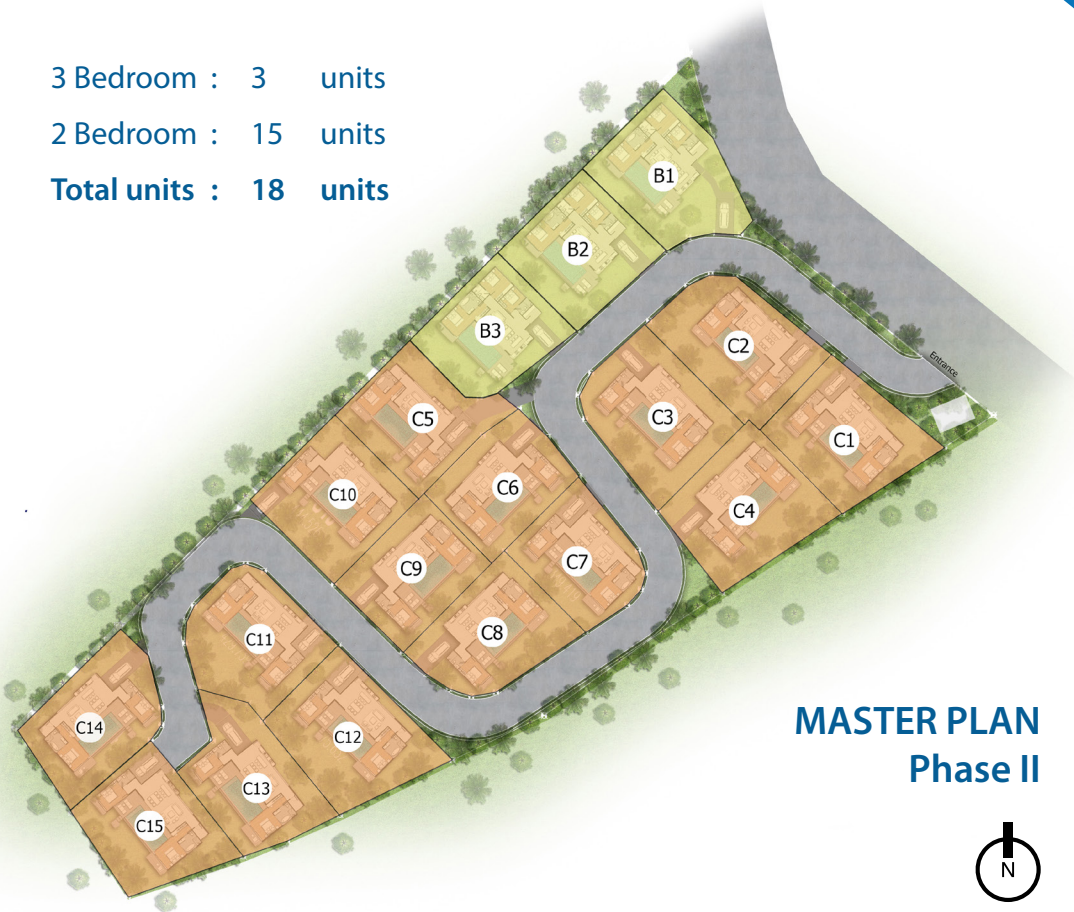 3 Bedroom : 3 units
2 Bedroom : 15 units
Total units : 18 units
B1
B2
B3
Entrance
C2
C3
C1
C5
C6
C10
C4
C7
C9
C8
C11
C14
C12
C13
C15
MASTER PLAN
Phase II
N